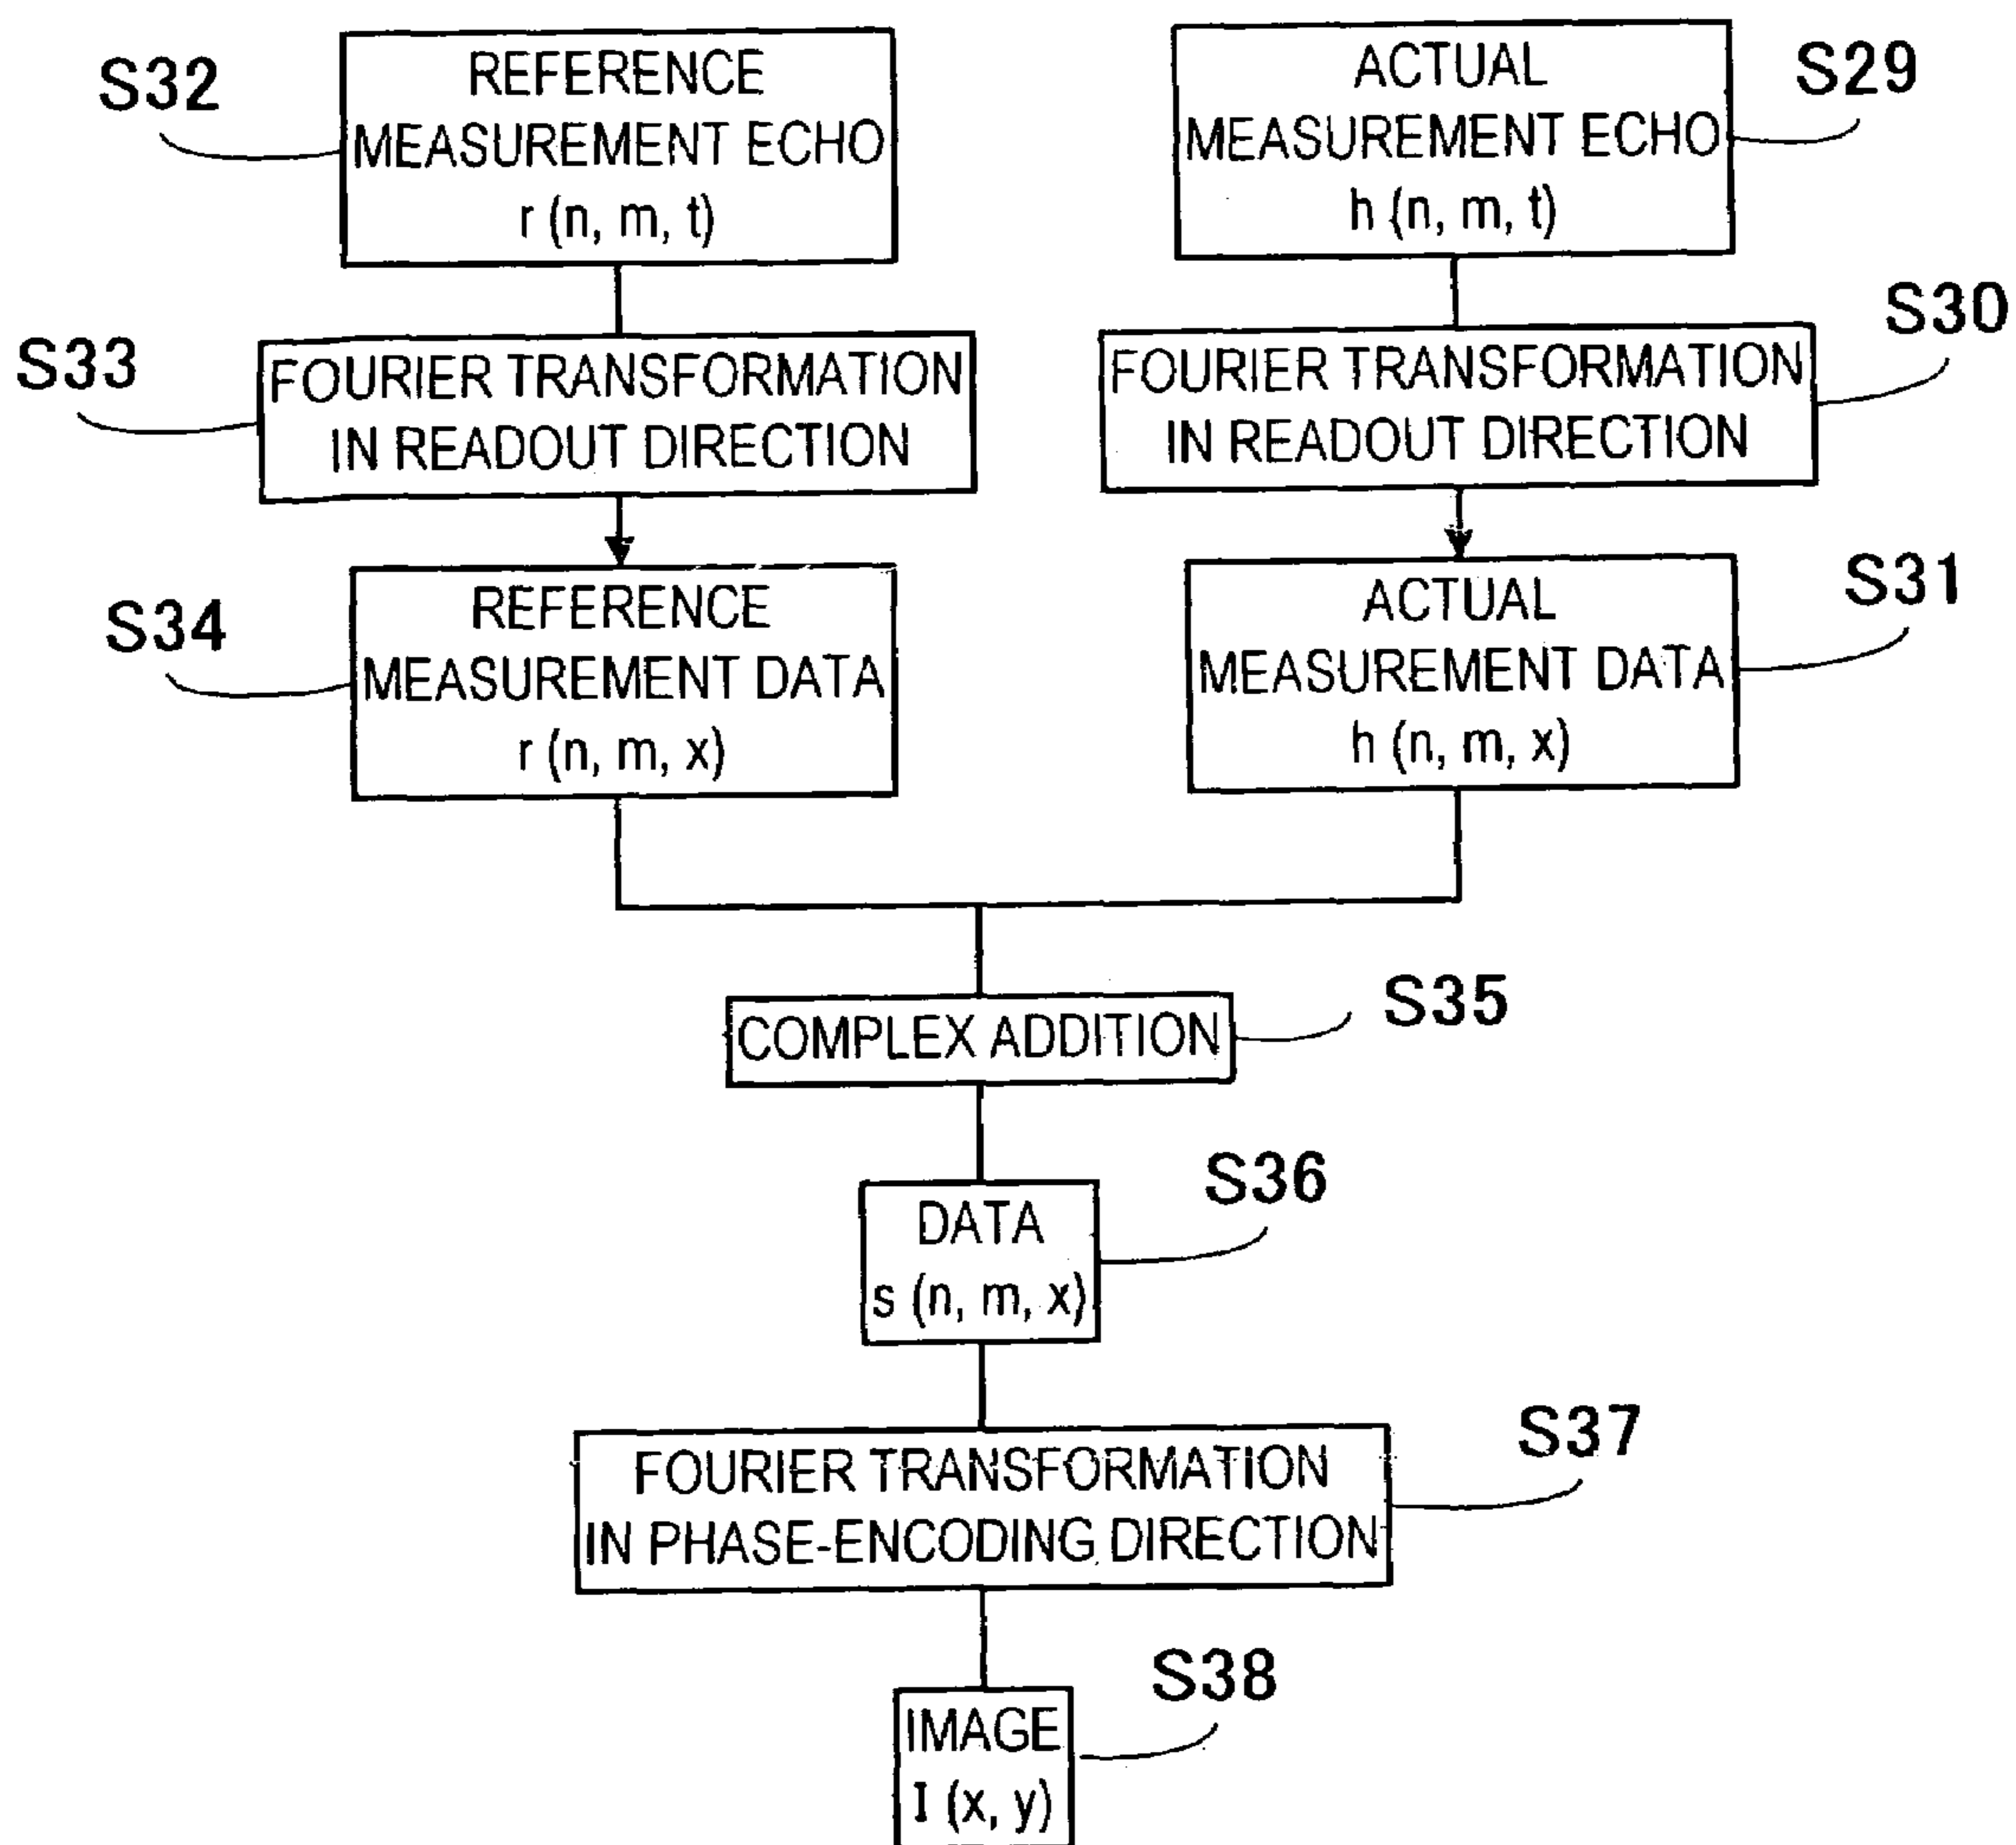 S32
REFERENCE
MEASUREMENT ECHO
r (n, m, t)
ACTUAL
MEASUREMENT ECHO
h (n, m, t)
S29
S33
FOURIER TRANSFORMATION
IN READOUT DIRECTION
FOURIER TRANSFORMATION
IN READOUT DIRECTION
S30
S34
REFERENCE
MEASUREMENT DATA
r (n, m, x)
ACTUAL
MEASUREMENT DATA
h (n, m, x)
S31
COMPLEX ADDITION
S35
DATA
s (n, m, x)
S36
FOURIER TRANSFORMATION
IN PHASE-ENCODING DIRECTION
S37
IMAGE
I (x, y)
S38